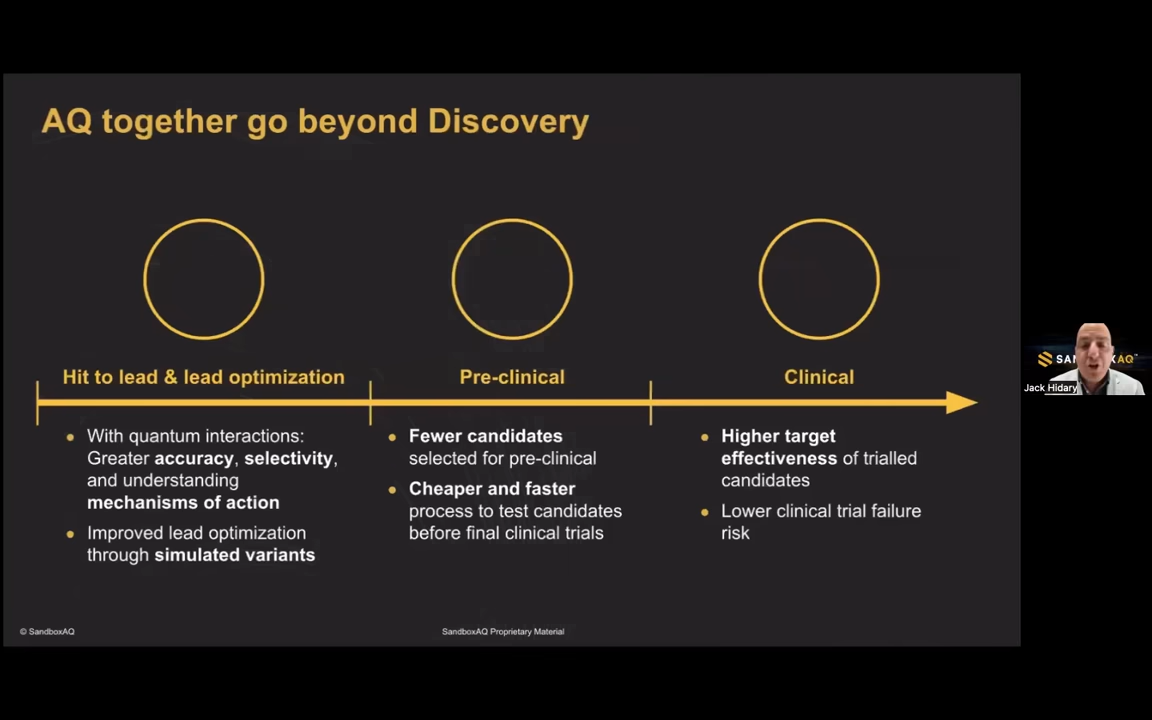 AQ together go beyond Discovery
Hit to lead & lead optimization
With quantum interactions:
Greater accuracy, selectivity,
and understanding
mechanisms of action
Improved lead optimization
through simulated variants
Pre-clinical
Fewer candidates
selected for pre-clinical
Cheaper and faster
process to test candidates
before final clinical trials
Clinical
Higher target
effectiveness of trialled
candidates
Lower clinical trial failure
risk
© SandboxAQ
SandboxAQ Proprietary Material
Jack Hidary